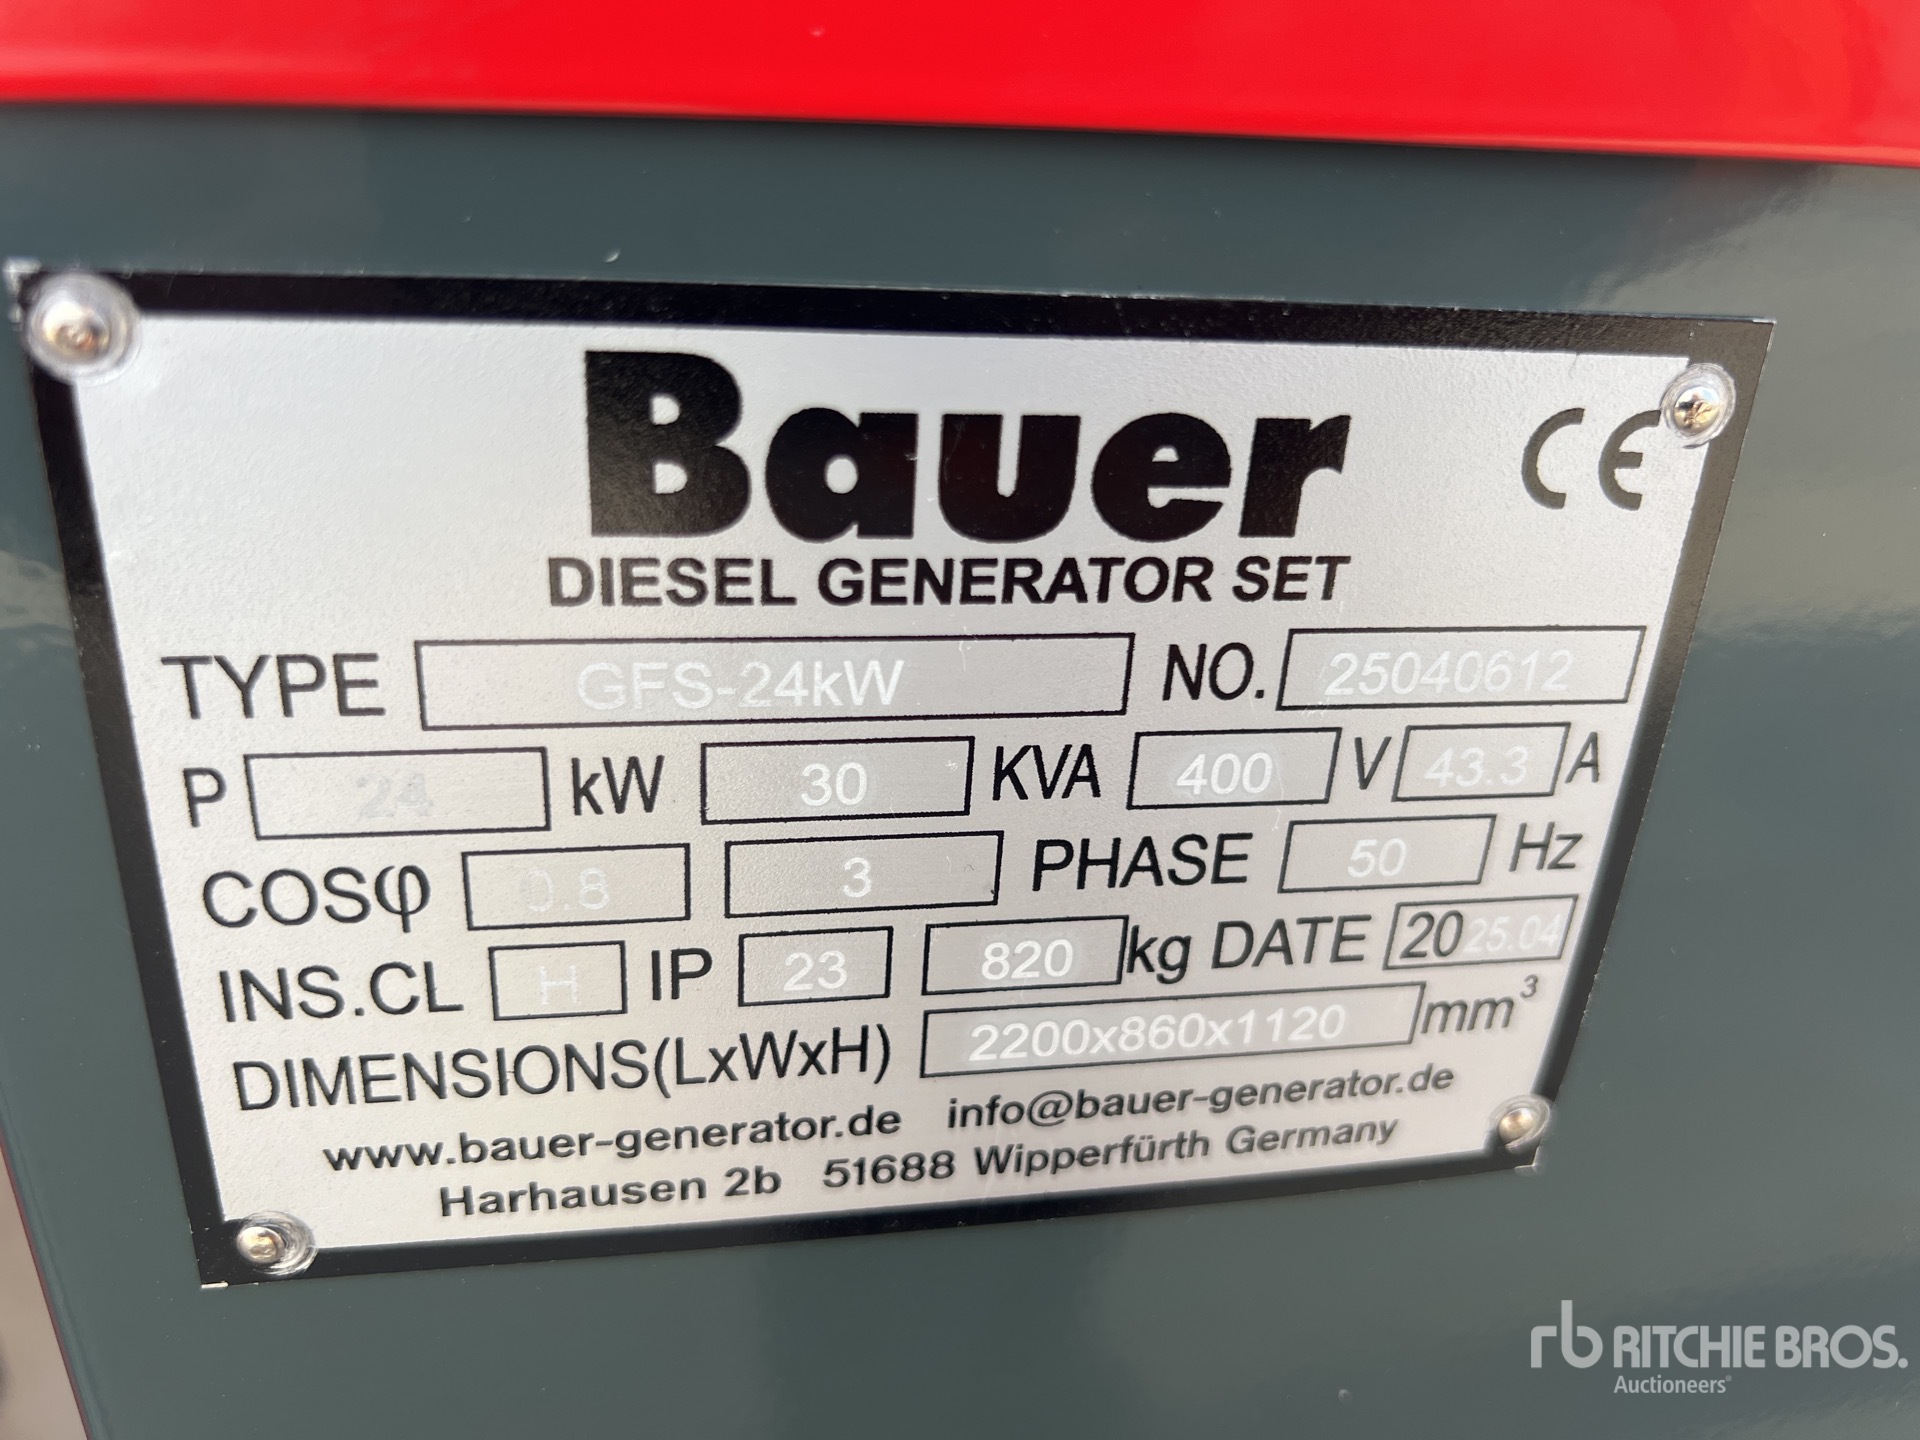 Bauer CE
DIESEL GENERATOR SET
TYPE GFS-24kW NO. 25040612
P 24 kW 30 KVA 400 V 43.3 A
COSφ 0.8 3 PHASE 50 Hz
INS.CL H IP 23 820 kg DATE 2025.04
DIMENSIONS(LxWxH) 2200x860x1120 mm³
www.bauer-generator.de info@bauer-generator.de
Harhausen 2b 51688 Wipperfürth Germany
rb RITCHIE BROS.
Auctioneers